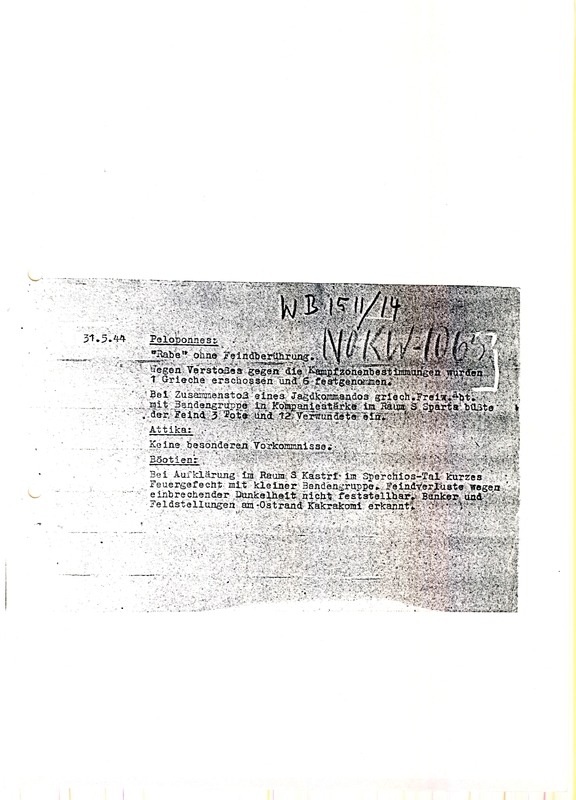 WB 1511/14
NOKW-1065
31.5.44 Peloponnes:
"Rabe" ohne Feindberührung.
Wegen Verstoßes gegen die Kampfzonenbestimmungen wurden
1 Grieche erschossen und 6 festgenommen.
Bei Zusammenstoß eines Jagdkommandos griech.Freiw.Abt.
mit Bandengruppe in Kompaniestärke im Raum S Sparta büßte
der Feind 3 Tote und 12 Verwundete ein.
Attika:
Keine besonderen Vorkommnisse.
Böotien:
Bei Aufklärung im Raum S Kastri im Sperchios-Tal kurzes
Feuergefecht mit kleiner Bandengruppe. Feindverluste wegen
einbrechender Dunkelheit nicht feststellbar. Bunker und
Feldstellungen am Ostrand Kakrakomi erkannt.